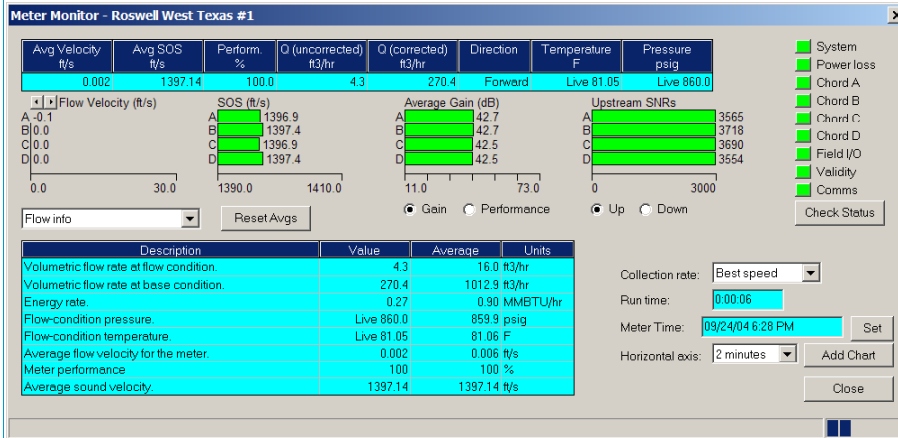 Meter Monitor - Roswell West Texas #1
Avg Velocity ft/s Avg SOS ft/s Perform. % Q (uncorrected) ft3/hr Q (corrected) ft3/hr Direction Temperature F Pressure psig
0.002 1397.14 100.0 4.3 270.4 Forward Live 81.05 Live 860.0
System
Power loss
Chord A
Chord B
Chord C
Chord D
Field I/O
Validity
Comms
Check Status
Flow Velocity (ft/s)
A -0.1
B 0.0
C 0.0
D 0.0
0.0 30.0
SOS (ft/s)
A 1396.9
B 1397.4
C 1396.9
D 1397.4
1390.0 1410.0
Average Gain (dB)
A 42.7
B 42.7
C 42.5
D 42.5
11.0 73.0
Gain Performance
Upstream SNRs
A 3565
B 3718
C 3690
D 3554
0 3000
Up Down
Flow info
Reset Avgs
Description Value Average Units
Volumetric flow rate at flow condition. 4.3 16.0 ft3/hr
Volumetric flow rate at base condition. 270.4 1012.9 ft3/hr
Energy rate. 0.27 0.90 MMBTU/hr
Flow-condition pressure. Live 860.0 859.9 psig
Flow-condition temperature. Live 81.05 81.06 F
Average flow velocity for the meter. 0.002 0.006 ft/s
Meter performance 100 100 %
Average sound velocity. 1397.14 1397.14 ft/s
Collection rate: Best speed
Run time: 0:00:06
Meter Time: 09/24/04 6:28 PM Set
Horizontal axis: 2 minutes Add Chart
Close